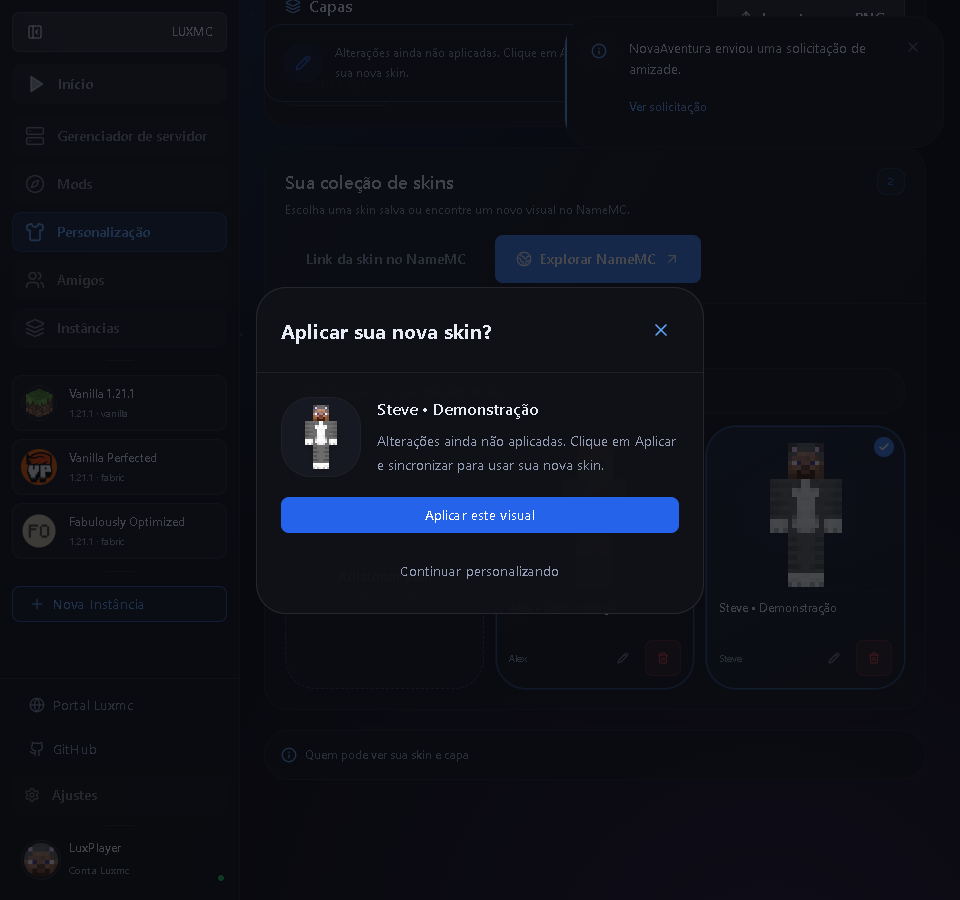 LUXMC
Início
Gerenciador de servidor
Mods
Personalização
Amigos
Instâncias
Vanilla 1.21.1
1.21.1 · vanilla
Vanilla Perfected
1.21.1 · fabric
Fabulously Optimized
1.21.1 · fabric
Nova Instância
Portal Luxmc
GitHub
Ajustes
LuxPlayer
Conta Luxmc
Capas
PNG
Alterações ainda não aplicadas. Clique em A
sua nova skin.
NovaAventura enviou uma solicitação de
amizade.
Ver solicitação
Sua coleção de skins
2
Escolha uma skin salva ou encontre um novo visual no NameMC.
Link da skin no NameMC
Explorar NameMC
Aplicar sua nova skin?
Steve • Demonstração
Alterações ainda não aplicadas. Clique em Aplicar
e sincronizar para usar sua nova skin.
Aplicar este visual
Continuar personalizando
Steve • Demonstração
Alex
Steve
Quem pode ver sua skin e capa